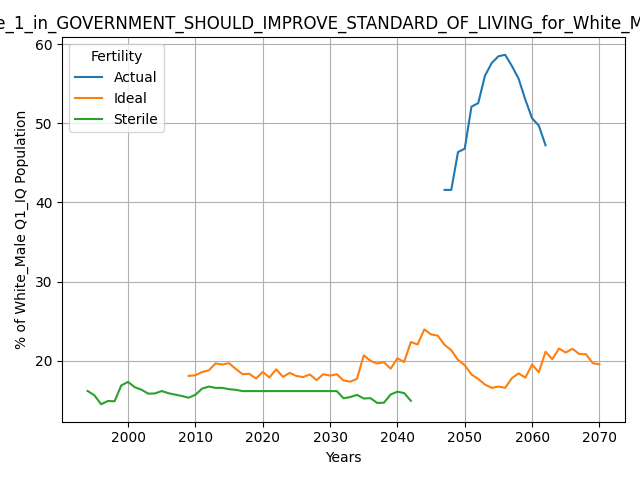 e_1_in_GOVERNMENT_SHOULD_IMPROVE_STANDARD_OF_LIVING_for_White_M
Fertility
Actual
Ideal
Sterile
% of White_Male Q1_IQ Population
60
50
40
30
20
2000
2010
2020
2030
2040
2050
2060
2070
Years